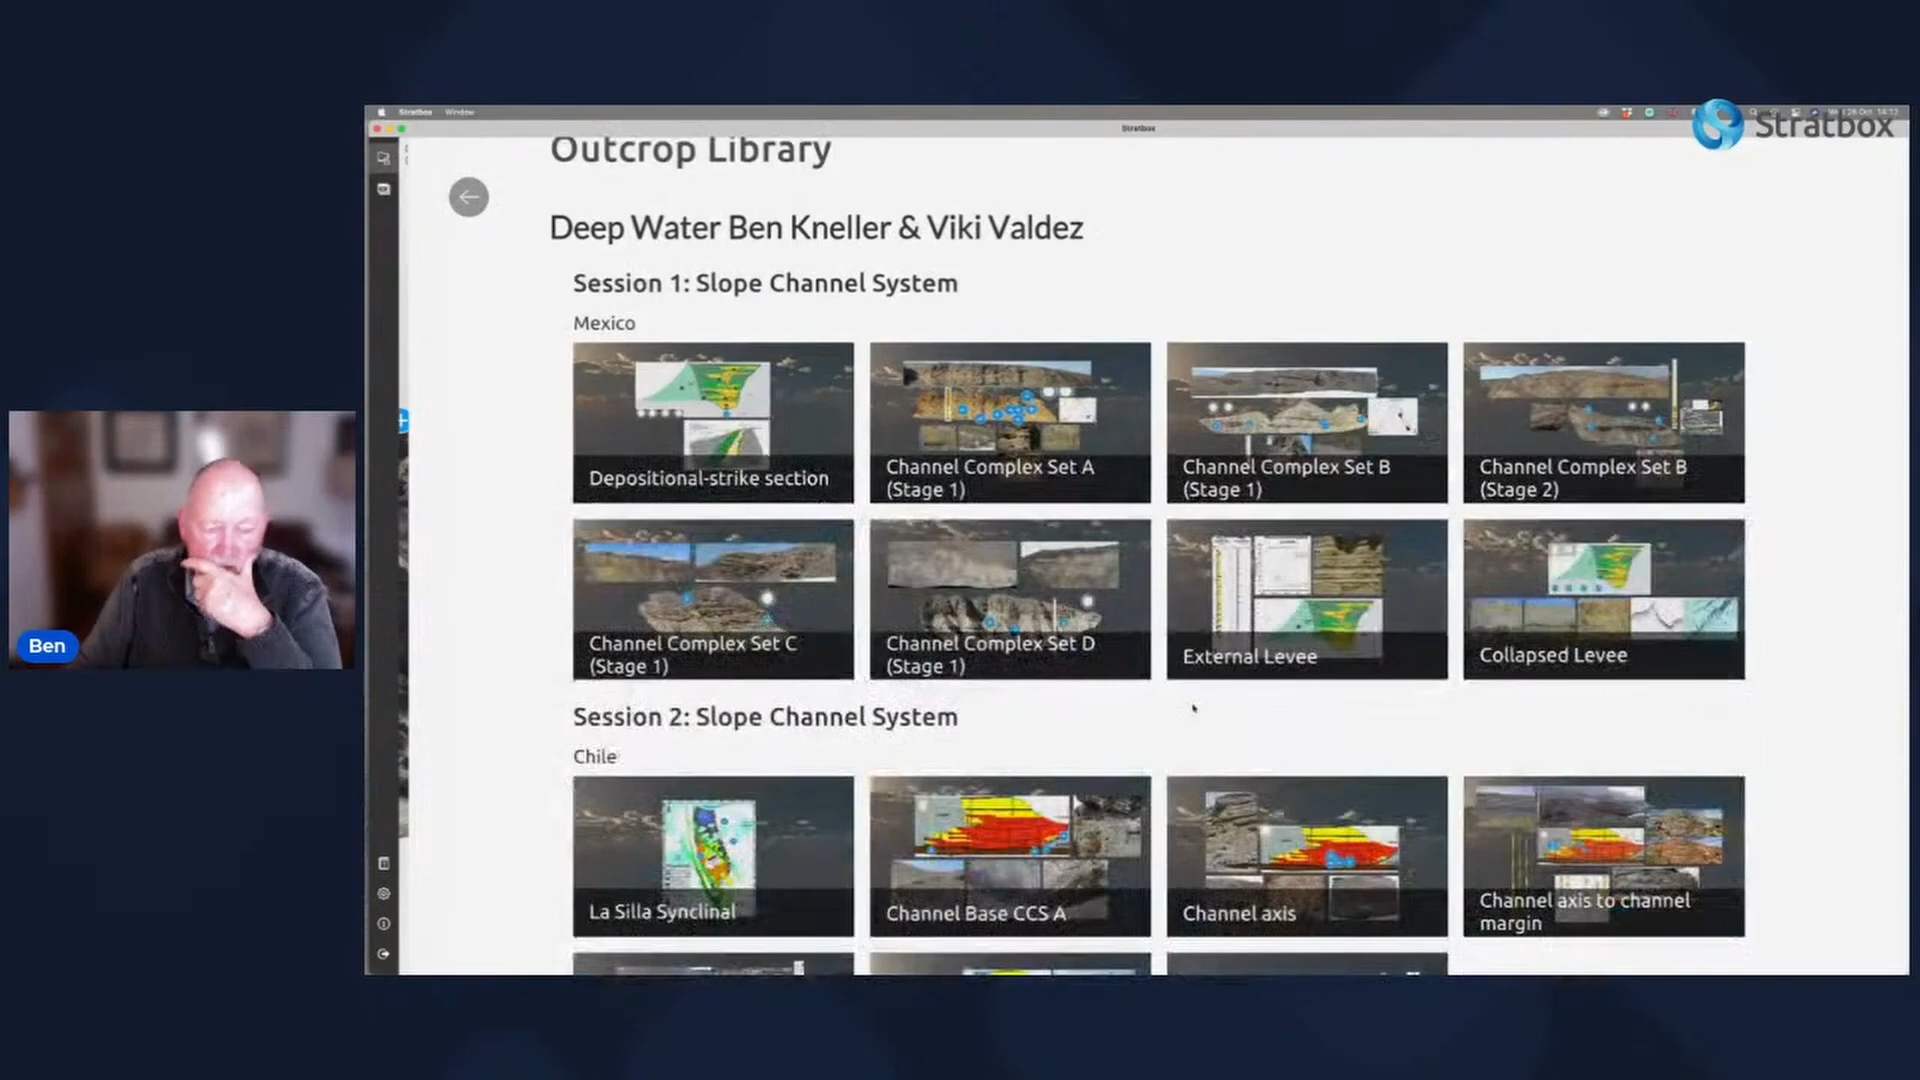 Stratbox Window
Stratbox
Stratbox
Outcrop Library
Deep Water Ben Kneller & Viki Valdez
Session 1: Slope Channel System
Mexico
Depositional-strike section
Channel Complex Set A
(Stage 1)
Channel Complex Set B
(Stage 1)
Channel Complex Set B
(Stage 2)
Channel Complex Set C
(Stage 1)
Channel Complex Set D
(Stage 1)
External Levee
Collapsed Levee
Ben
Session 2: Slope Channel System
Chile
La Silla Synclinal
Channel Base CCS A
Channel axis
Channel axis to channel
margin